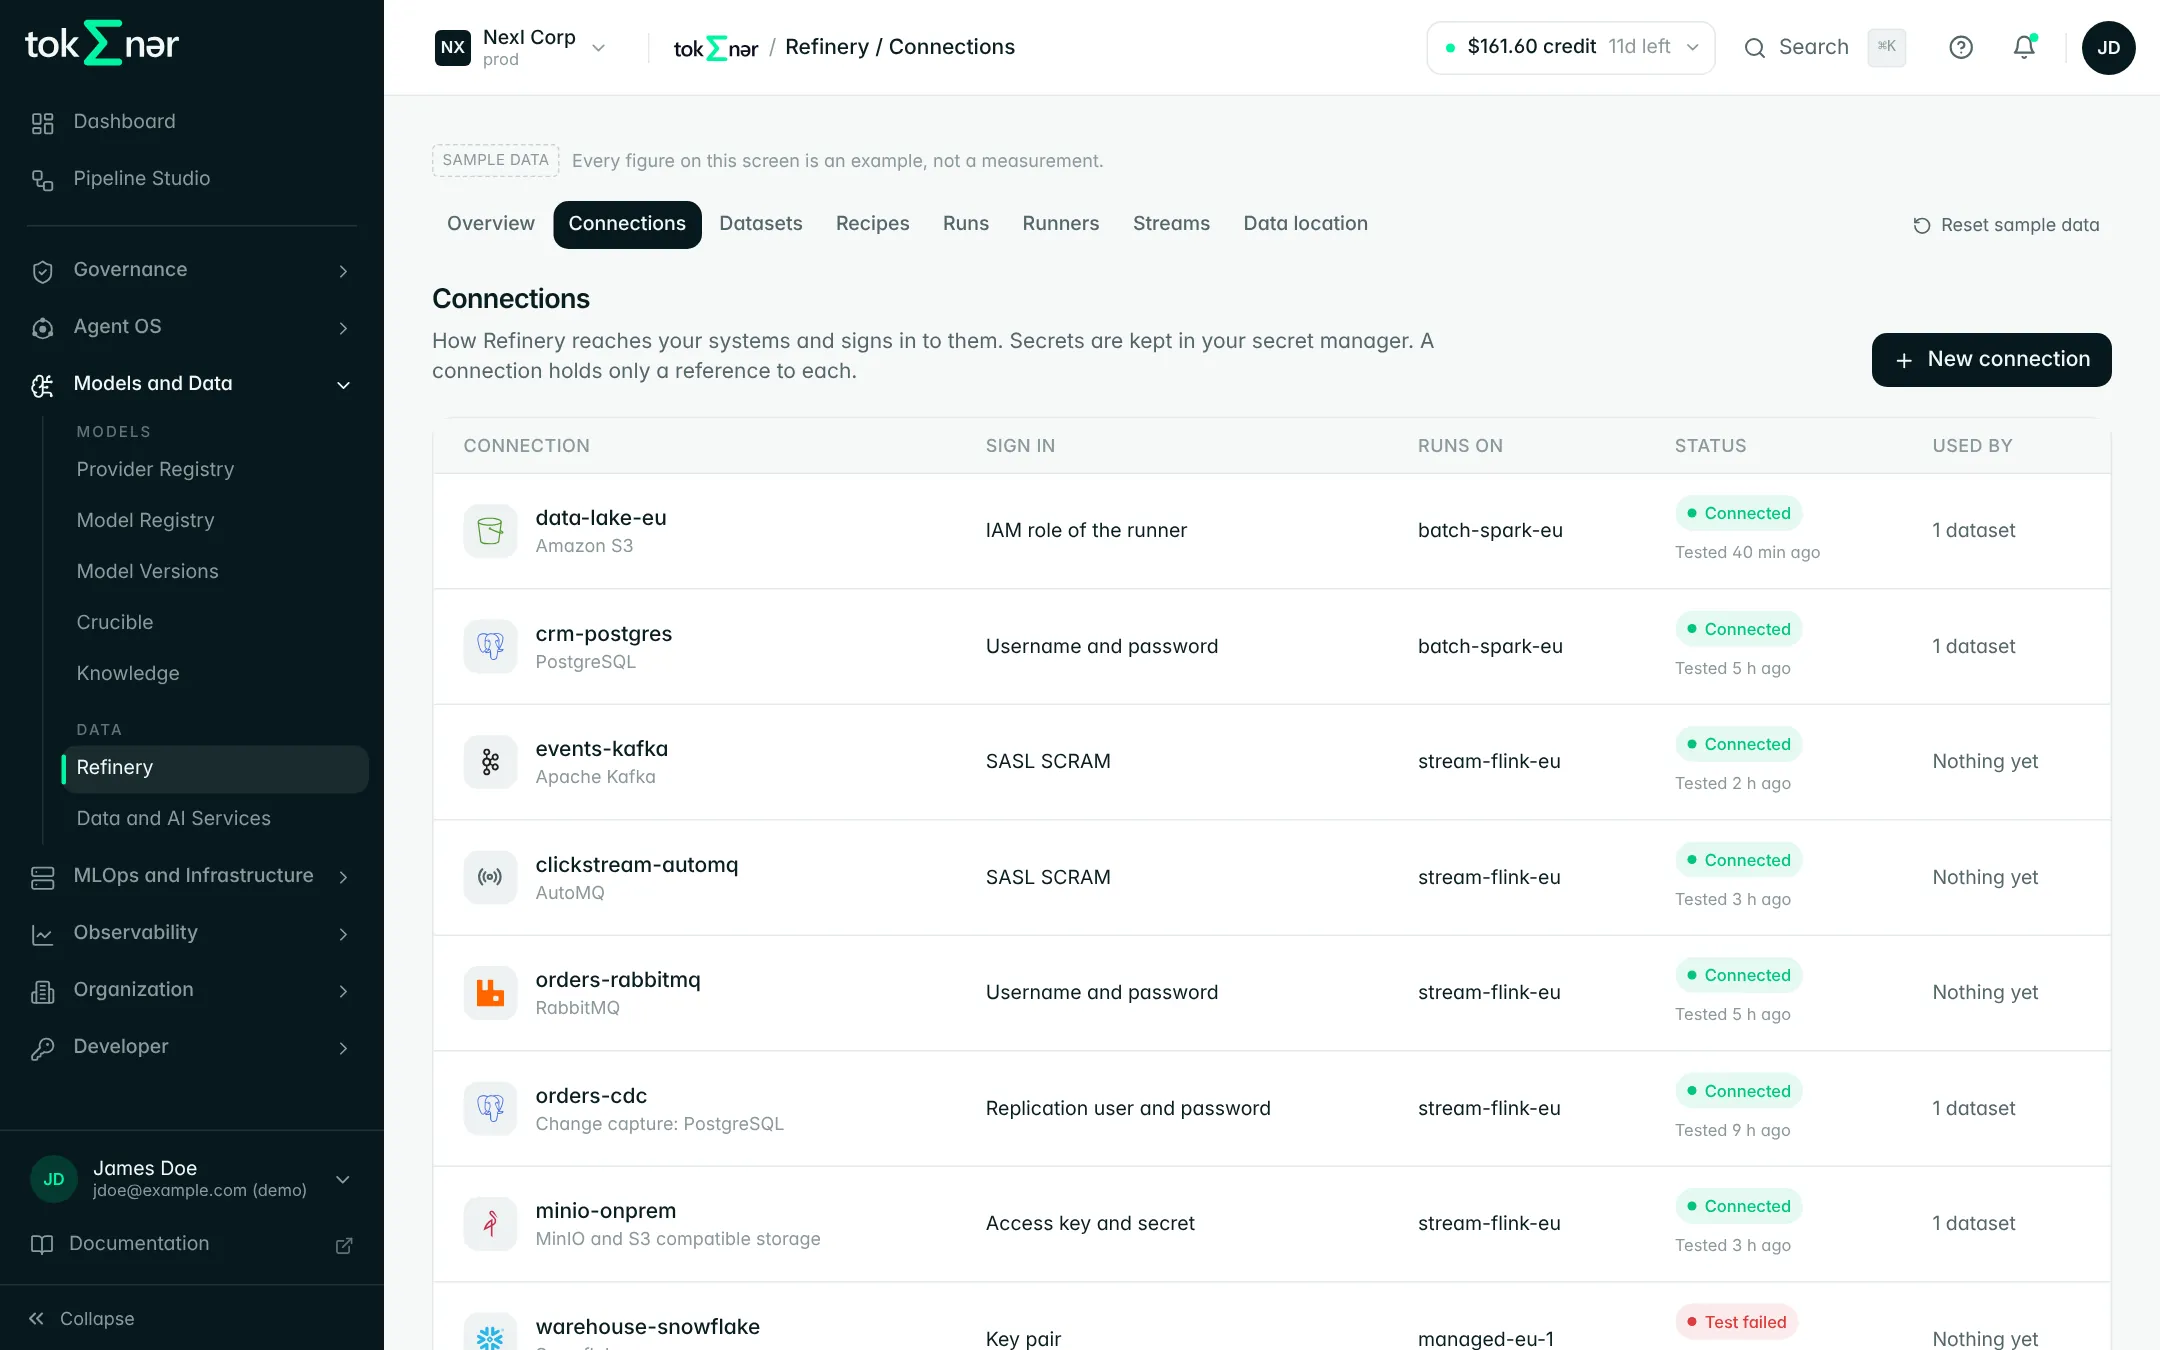 tokΣnər
Dashboard
Pipeline Studio
Governance
Agent OS
Models and Data
MODELS
Provider Registry
Model Registry
Model Versions
Crucible
Knowledge
DATA
Refinery
Data and AI Services
MLOps and Infrastructure
Observability
Organization
Developer
JD
James Doe
jdoe@example.com (demo)
Documentation
Collapse
NX
Nexl Corp
prod
tokΣnər / Refinery / Connections
$161.60 credit 11d left
Search ⌘K
JD
SAMPLE DATA Every figure on this screen is an example, not a measurement.
Overview Connections Datasets Recipes Runs Runners Streams Data location
Reset sample data
Connections
How Refinery reaches your systems and signs in to them. Secrets are kept in your secret manager. A
connection holds only a reference to each.
+ New connection
CONNECTION SIGN IN RUNS ON STATUS USED BY
data-lake-eu
Amazon S3
IAM role of the runner
batch-spark-eu
Connected
Tested 40 min ago
1 dataset
crm-postgres
PostgreSQL
Username and password
batch-spark-eu
Connected
Tested 5 h ago
1 dataset
events-kafka
Apache Kafka
SASL SCRAM
stream-flink-eu
Connected
Tested 2 h ago
Nothing yet
clickstream-automq
AutoMQ
SASL SCRAM
stream-flink-eu
Connected
Tested 3 h ago
Nothing yet
orders-rabbitmq
RabbitMQ
Username and password
stream-flink-eu
Connected
Tested 5 h ago
Nothing yet
orders-cdc
Change capture: PostgreSQL
Replication user and password
stream-flink-eu
Connected
Tested 9 h ago
1 dataset
minio-onprem
MinIO and S3 compatible storage
Access key and secret
stream-flink-eu
Connected
Tested 3 h ago
1 dataset
warehouse-snowflake
Key pair
managed-eu-1
Test failed
Nothing yet